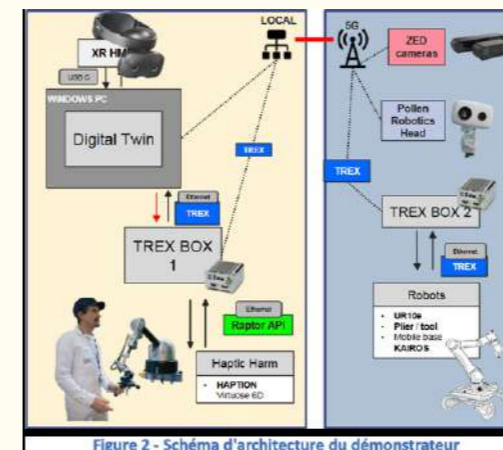 LOCAL
XR HM
USB C
WINDOWS PC
Digital Twin
TREX
Ethernet
TREX
TREX BOX
1
Ethernet
Raptor API
Haptic Harm
- HAPTION
Virtuose 6D
5G
ZED
cameras
Pollen
Robotics
Head
TREX
TREX BOX 2
Ethernet
TREX
Robots
- UR10e
- Plier / tool
- Mobile base
KAIROS
Figure 2 - Schéma d'architecture du démonstrateur